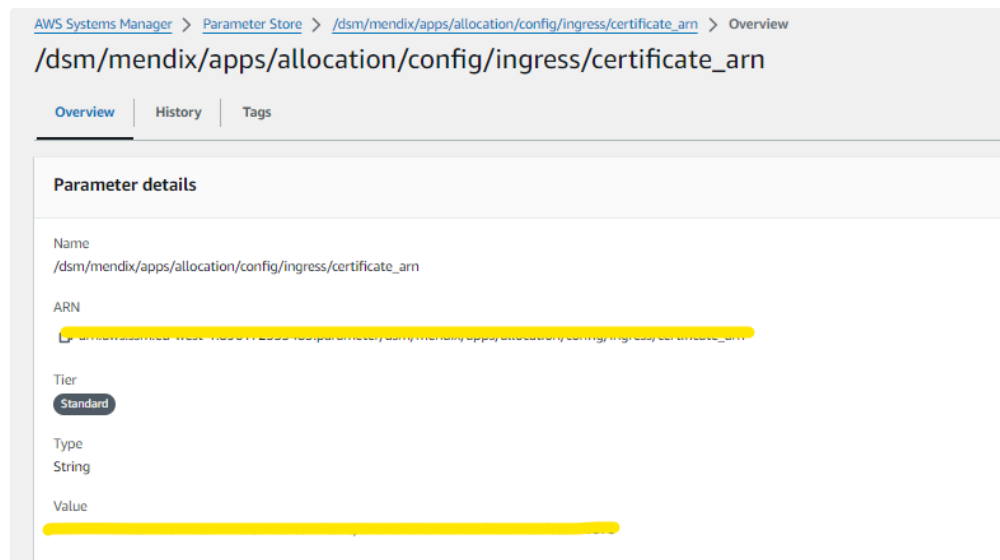 AWS Systems Manager > Parameter Store > /dsm/mendix/apps/allocation/config/ingress/certificate_arn > Overview
/dsm/mendix/apps/allocation/config/ingress/certificate_arn
Overview History Tags
Parameter details
Name
/dsm/mendix/apps/allocation/config/ingress/certificate_arn
ARN
Tier
Standard
Type
String
Value